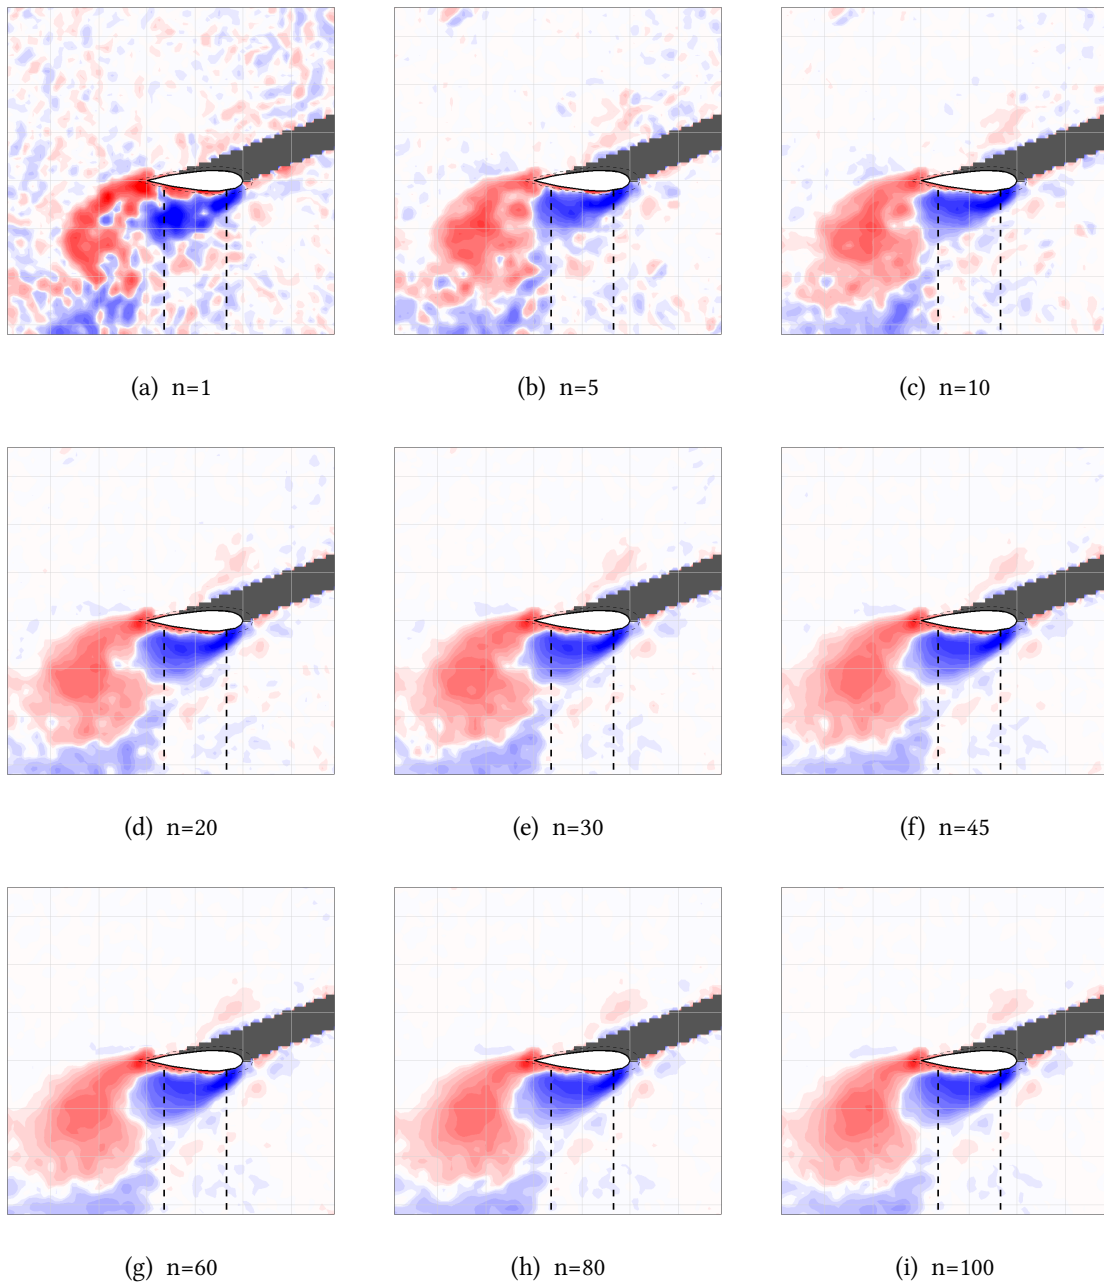 (a) n=1
(b) n=5
(c) n=10
(d) n=20
(e) n=30
(f) n=45
(g) n=60
(h) n=80
(i) n=100